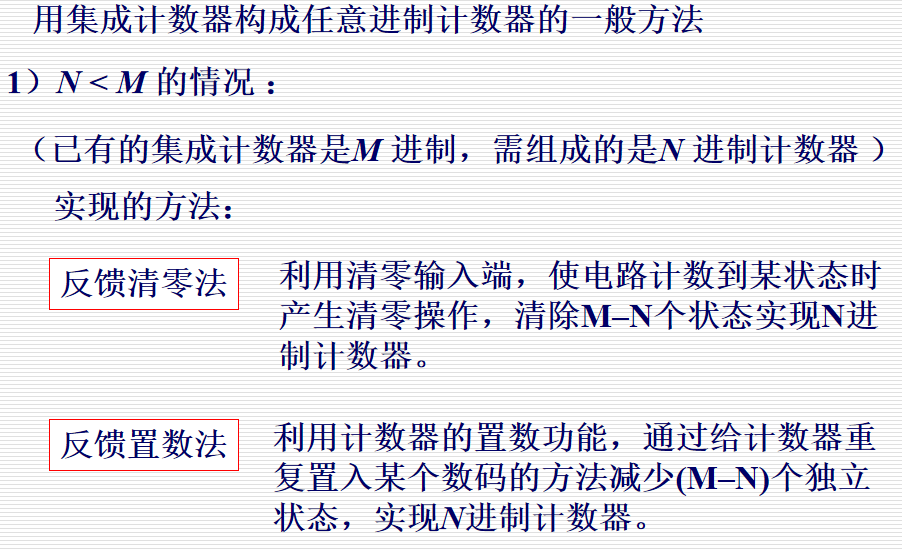 用集成计数器构成任意进制计数器的一般方法
1）N < M 的情况：
（已有的集成计数器是M 进制，需组成的是N 进制计数器 ）
实现的方法：
反馈清零法
利用清零输入端，使电路计数到某状态时
产生清零操作，清除M–N个状态实现N进
制计数器。
反馈置数法
利用计数器的置数功能，通过给计数器重
复置入某个数码的方法减少(M–N)个独立
状态，实现N进制计数器。